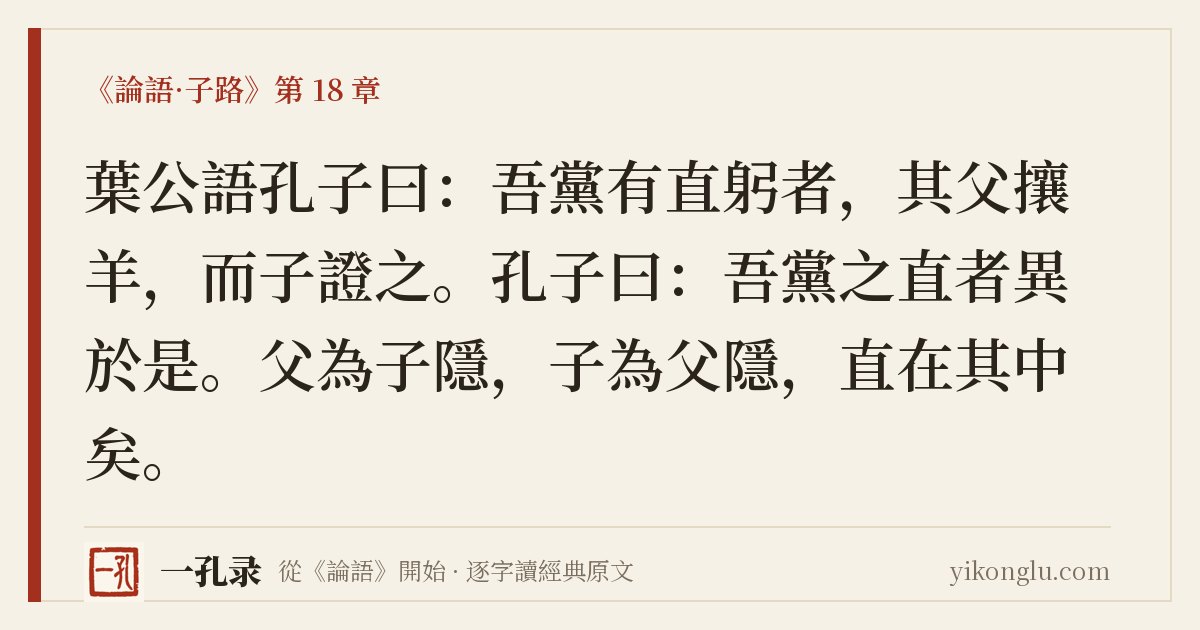 《論語·子路》第 18 章
葉公語孔子曰：吾黨有直躬者，其父攘
羊，而子證之。孔子曰：吾黨之直者異
於是。父為子隱，子為父隱，直在其中
矣。
一孔
一孔录 從《論語》開始 · 逐字讀經典原文 yikonglu.com